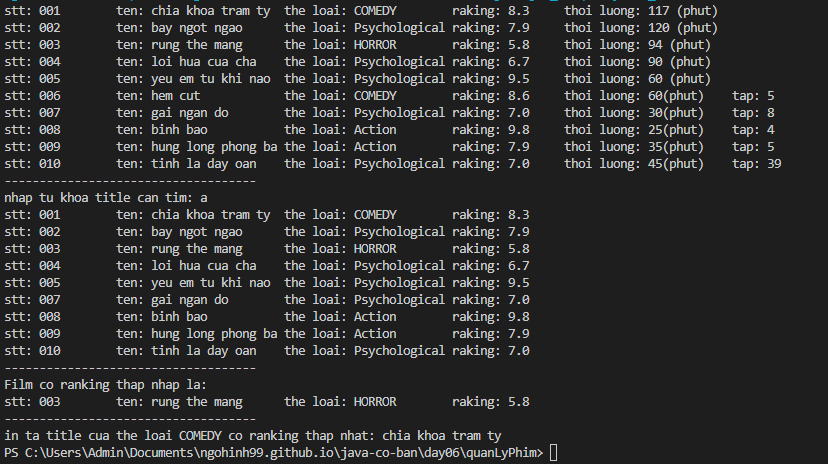 stt: 001 ten: chia khoa tram ty the loai: COMEDY raking: 8.3 thoi luong: 117 (phut)
stt: 002 ten: bay ngot ngao the loai: Psychological raking: 7.9 thoi luong: 120 (phut)
stt: 003 ten: rung the mang the loai: HORROR raking: 5.8 thoi luong: 94 (phut)
stt: 004 ten: loi hua cua cha the loai: Psychological raking: 6.7 thoi luong: 90 (phut)
stt: 005 ten: yeu em tu khi nao the loai: Psychological raking: 9.5 thoi luong: 60 (phut)
stt: 006 ten: hem cut the loai: COMEDY raking: 8.6 thoi luong: 60(phut) tap: 5
stt: 007 ten: gai ngan do the loai: Psychological raking: 7.0 thoi luong: 30(phut) tap: 8
stt: 008 ten: binh bao the loai: Action raking: 9.8 thoi luong: 25(phut) tap: 4
stt: 009 ten: hung long phong ba the loai: Action raking: 7.9 thoi luong: 35(phut) tap: 5
stt: 010 ten: tinh la day oan the loai: Psychological raking: 7.0 thoi luong: 45(phut) tap: 39
------------------------------------
nhap tu khoa title can tim: a
stt: 001 ten: chia khoa tram ty the loai: COMEDY raking: 8.3
stt: 002 ten: bay ngot ngao the loai: Psychological raking: 7.9
stt: 003 ten: rung the mang the loai: HORROR raking: 5.8
stt: 004 ten: loi hua cua cha the loai: Psychological raking: 6.7
stt: 005 ten: yeu em tu khi nao the loai: Psychological raking: 9.5
stt: 007 ten: gai ngan do the loai: Psychological raking: 7.0
stt: 008 ten: binh bao the loai: Action raking: 9.8
stt: 009 ten: hung long phong ba the loai: Action raking: 7.9
stt: 010 ten: tinh la day oan the loai: Psychological raking: 7.0
------------------------------------
Film co ranking thap nhap la:
stt: 003 ten: rung the mang the loai: HORROR raking: 5.8
------------------------------------
in ta title cua the loai COMEDY co ranking thap nhat: chia khoa tram ty
PS C:\Users\Admin\Documents\ngohinh99.github.io\java-co-ban\day06\quanLyPhim>